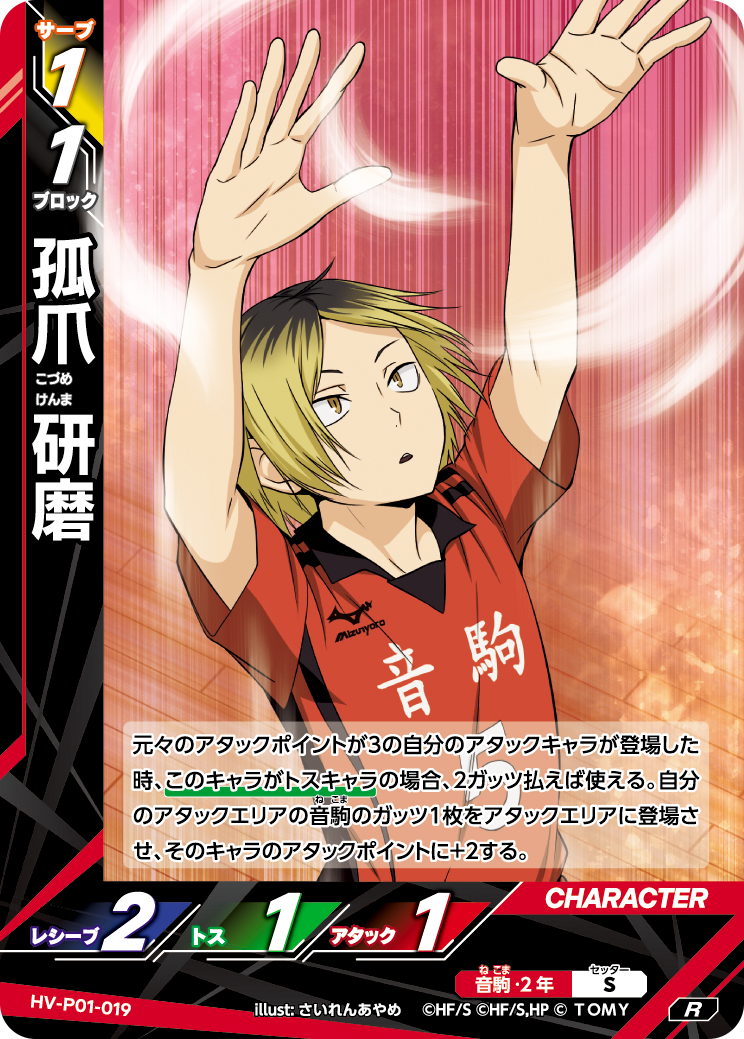 サーブ
1
1
ブロック
孤爪
こづめ
けんま
研磨
Mizunyoro
音駒
5
元々のアタックポイントが3の自分のアタックキャラが登場した
時、このキャラがトスキャラの場合、2ガッツ払えば使える。自分
ねこま
のアタックエリアの音駒のガッツ1枚をアタックエリアに登場さ
せ、そのキャラのアタックポイントに+2する。
CHARACTER
レシーブ 2 トス 1 アタック 1
ねこま セッター
音駒・2年 S
HV-P01-019 illust: さいれんあやめ ©HF/S ©HF/S,HP © TOMY R